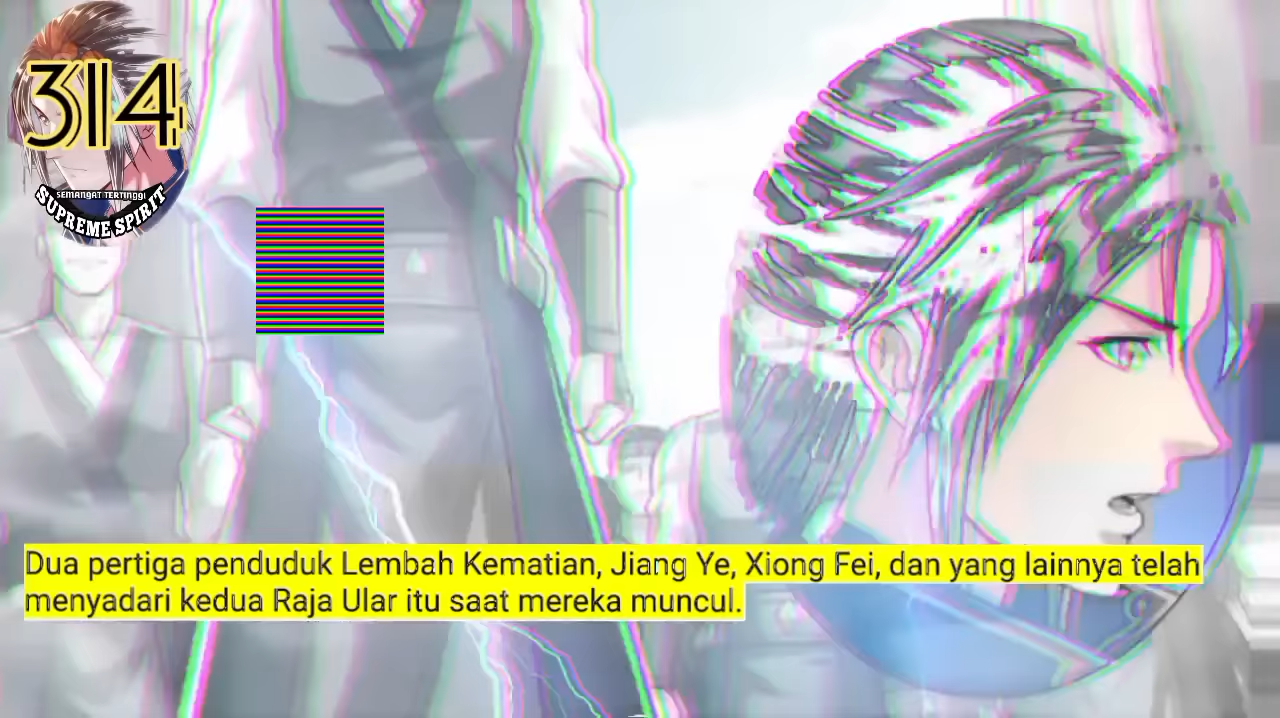 314
SEMANGAT TERTINGGI
SUPREME SPIRIT
Dua pertiga penduduk Lembah Kematian, Jiang Ye, Xiong Fei, dan yang lainnya telah
menyadari kedua Raja Ular itu saat mereka muncul.